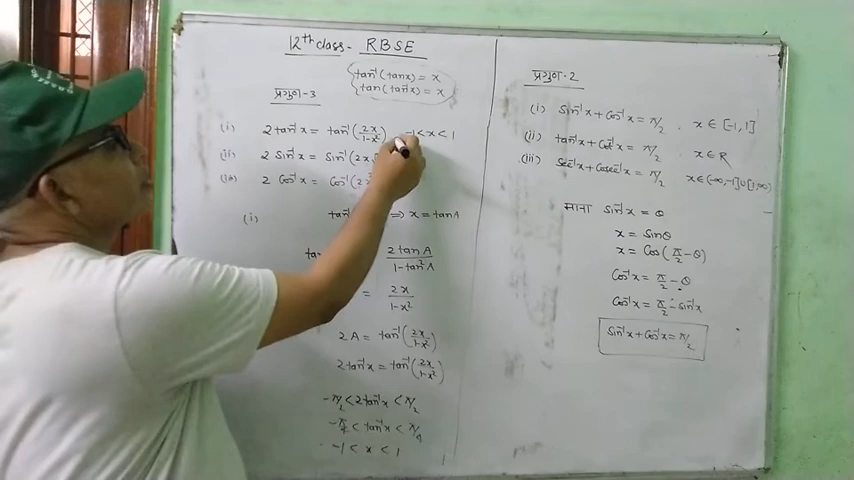 12th class - RBSE
tan⁻¹(tan x) = x
tan(tan⁻¹x) = x
प्रगुण-3
(i) 2 tan⁻¹x = tan⁻¹(2x/1-x²) -1 < x < 1
(ii) 2 Sin⁻¹x = Sin⁻¹(2x
(iii) 2 Cos⁻¹x = Cos⁻¹(2x²
(i) ⇒ x = tanA
2tanA/1-tan²A
= 2x/1-x²
2A = tan⁻¹(2x/1-x²)
2tan⁻¹x = tan⁻¹(2x/1-x²)
-π/2 < 2tan⁻¹x < π/2
-π/4 < tan⁻¹x < π/4
-1 < x < 1
प्रगुण-2
(i) Sin⁻¹x + Cos⁻¹x = π/2 . x ∈ [-1, 1]
(ii) tan⁻¹x + Cot⁻¹x = π/2 . x ∈ R
(iii) Sec⁻¹x + Cosec⁻¹x = π/2 x ∈ (-∞, -1] ∪ [1, ∞)
माना Sin⁻¹x = θ
x = Sinθ
x = Cos(π/2 - θ)
Cos⁻¹x = π/2 - θ
Cos⁻¹x = π/2 - Sin⁻¹x
Sin⁻¹x + Cos⁻¹x = π/2